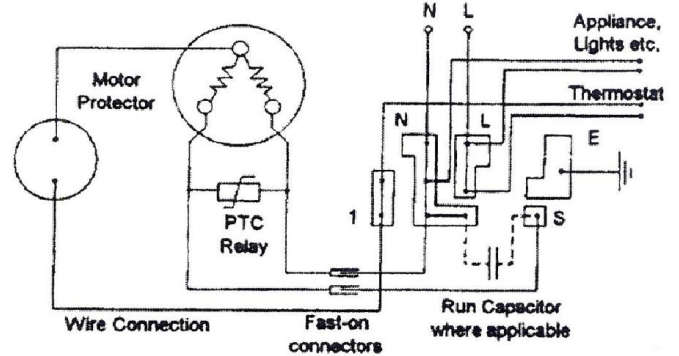 N L
Appliance,
Lights etc.
Motor
Protector
Thermostat
N
L
E
1
S
PTC
Relay
Wire Connection
Fast-on
connectors
Run Capacitor
where applicable